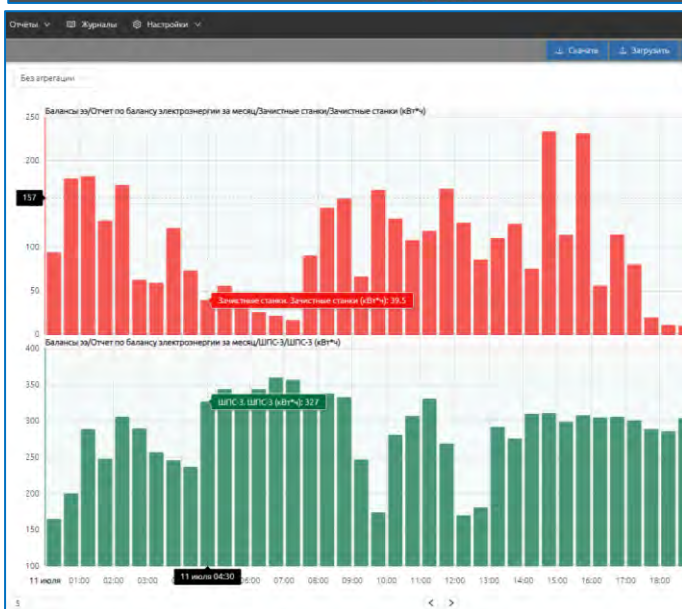 Отчеты Журналы Настройки
Скачать Загрузить
Без агрегации
Балансы ээ/Отчет по балансу электроэнергии за месяц/Зачистные станки/Зачистные станки (кВт*ч)
250
200
157
100
50
Зачистные станки. Зачистные станки (кВт*ч): 39.5
0
400
Балансы ээ/Отчет по балансу электроэнергии за месяц/ШПС-3/ШПС-3 (кВт*ч)
350
ШПС-3. ШПС-3 (кВт*ч): 327
300
250
200
150
100
11 июля 01:00 02:00 03:00 11 июля 04:30 06:00 07:00 08:00 09:00 10:00 11:00 12:00 13:00 14:00 15:00 16:00 17:00 18:00